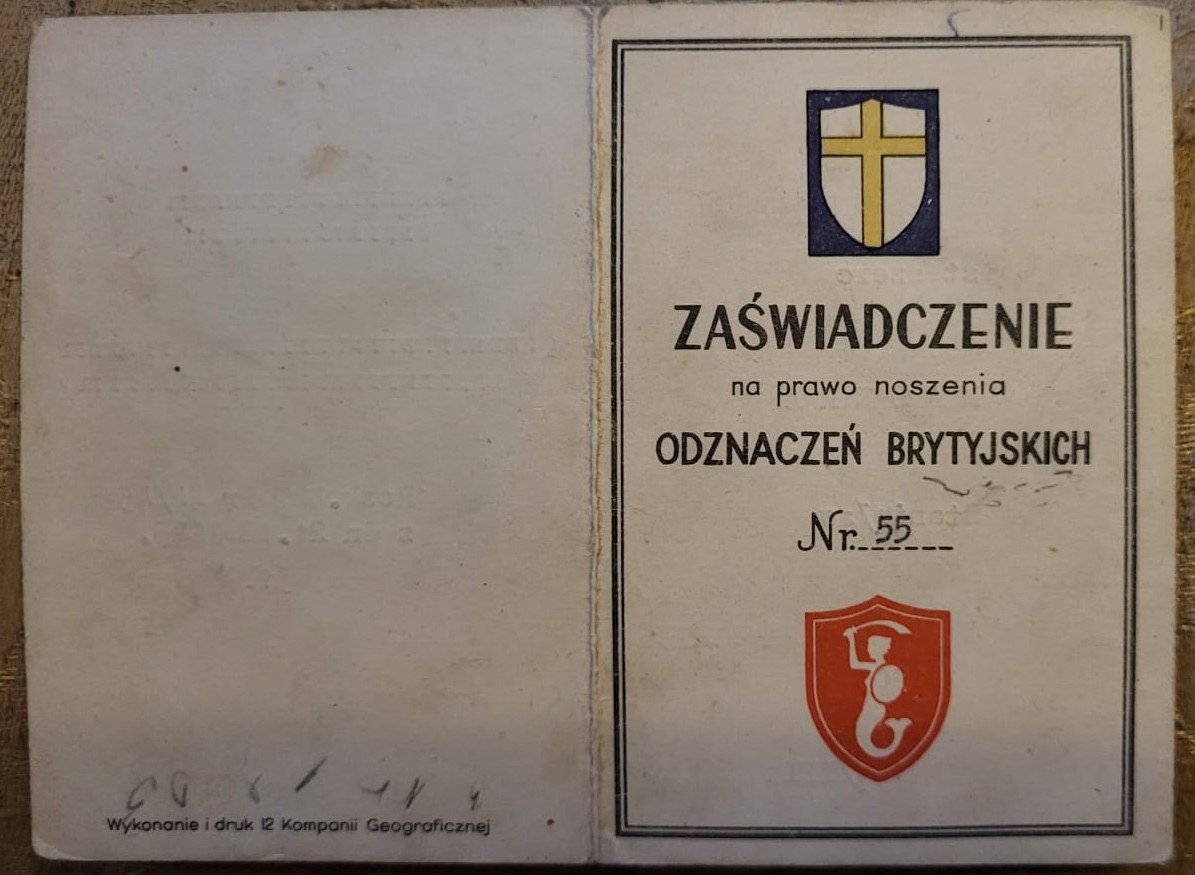 Wykonanie i druk 12 Kompanii Geograficznej
ZAŚWIADCZENIE
na prawo noszenia
ODZNACZEŃ BRYTYJSKICH
Nr. 55